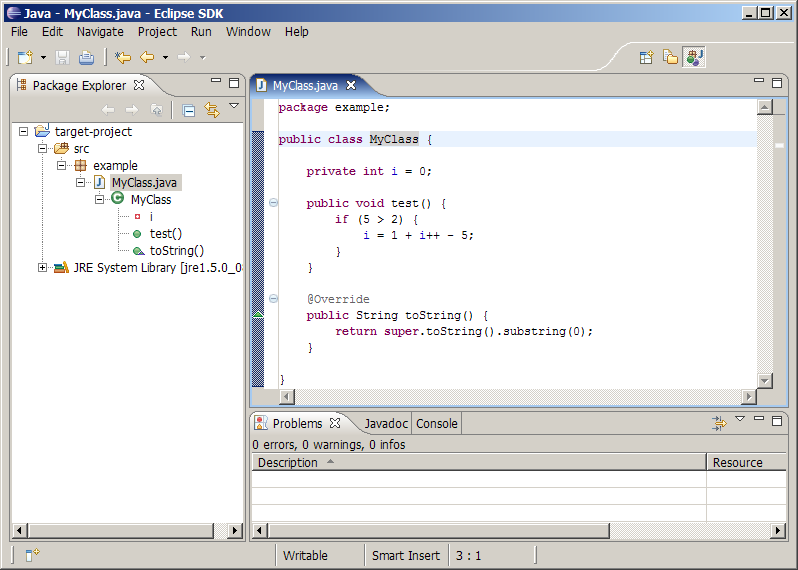 Java - MyClass.java - Eclipse SDK
File Edit Navigate Project Run Window Help
Package Explorer
target-project
src
example
MyClass.java
MyClass
i
test()
toString()
JRE System Library [jre1.5.0_0
MyClass.java
package example;
public class MyClass {
private int i = 0;
public void test() {
if (5 > 2) {
i = 1 + i++ - 5;
}
}
@Override
public String toString() {
return super.toString().substring(0);
}
}
Problems Javadoc Console
0 errors, 0 warnings, 0 infos
Description Resource
Writable Smart Insert 3 : 1